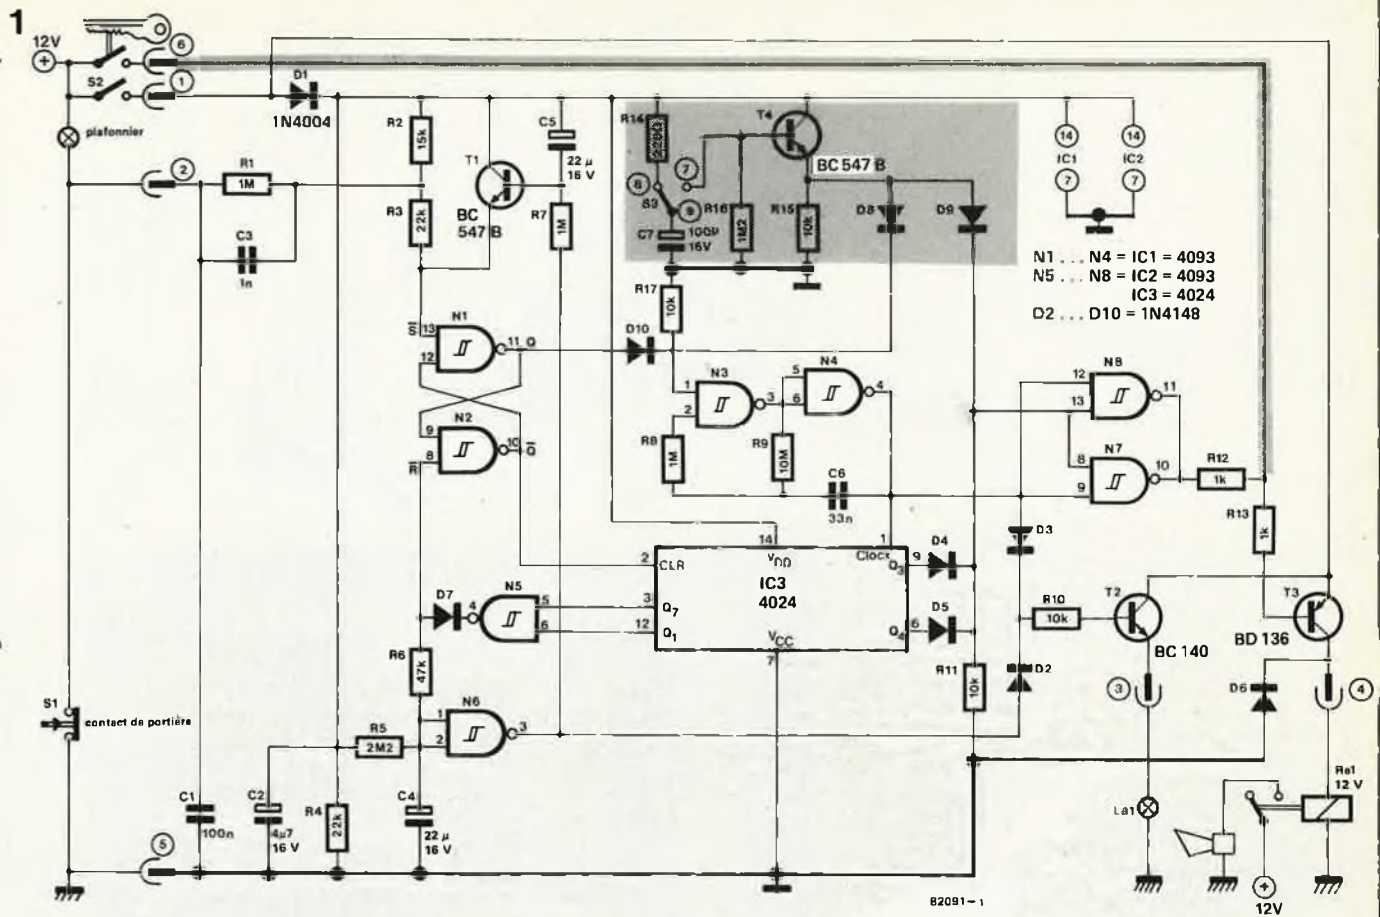 1
12V
+
6
S2
1
D1
1N4004
plafonnier
2
R1
1M
C3
1n
R2
15k
R3
22k
T1
BC
547 B
C5
22 µ
16 V
R7
1M
R14
8
7
S3
9
C7
100µ
16V
R16
1M2
T4
BC 547 B
R15
10k
D8
D9
14
IC1
7
14
IC2
7
N1 ... N4 = IC1 = 4093
N5 ... N8 = IC2 = 4093
IC3 = 4024
D2 ... D10 = 1N4148
R17
10k
D10
N1
S̅
13
12
11
Q
N2
9
8
R̅
10
Q̅
N3
1
2
3
N4
5
6
4
R8
1M
R9
10M
C6
33n
N8
12
13
11
N7
8
9
10
R12
1k
R13
1k
14
VDD
1
Clock
2
CLR
IC3
4024
3
Q7
12
Q1
VCC
7
9
Q3
6
Q4
D4
D5
R11
10k
D3
R10
10k
D2
T2
BC 140
T3
BD 136
3
D6
4
D7
N5
4
5
6
R6
47k
N6
1
2
3
R5
2M2
S1
contact de portière
C1
100n
C2
4µ7
16 V
R4
22k
C4
22 µ
16 V
5
La1
Re1
12 V
+
12V
82091-1